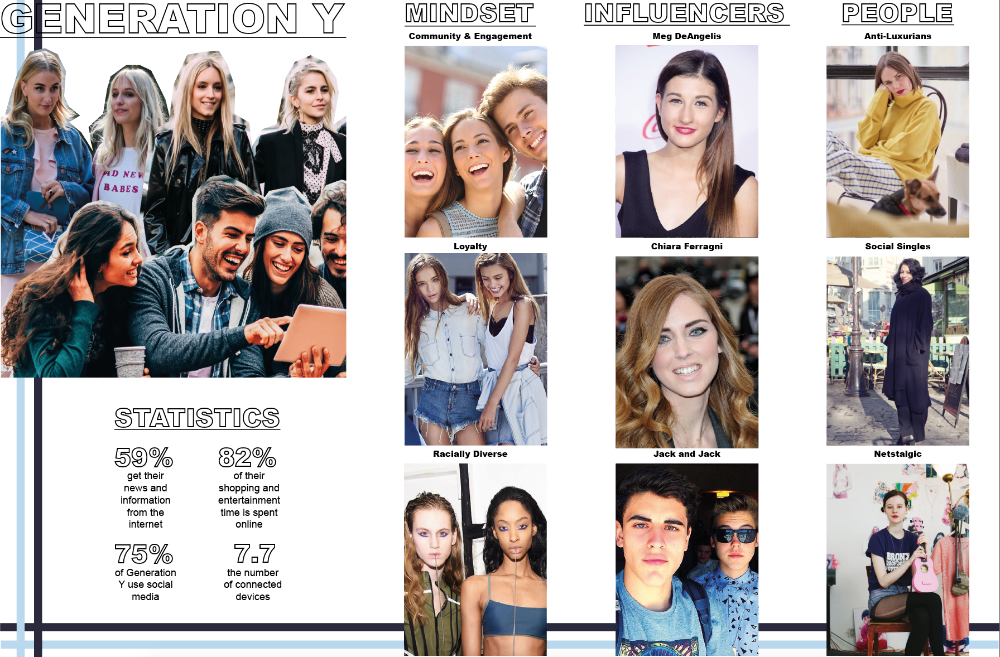 GENERATION Y
AD NEW
BABES
STATISTICS
59%
get their
news and
information
from the
internet
82%
of their
shopping and
entertainment
time is spent
online
75%
of Generation
Y use social
media
7.7
the number
of connected
devices
MINDSET
Community & Engagement
Loyalty
Racially Diverse
INFLUENCERS
Meg DeAngelis
Chiara Ferragni
Jack and Jack
PEOPLE
Anti-Luxurians
Social Singles
Netstalgic
BRONX